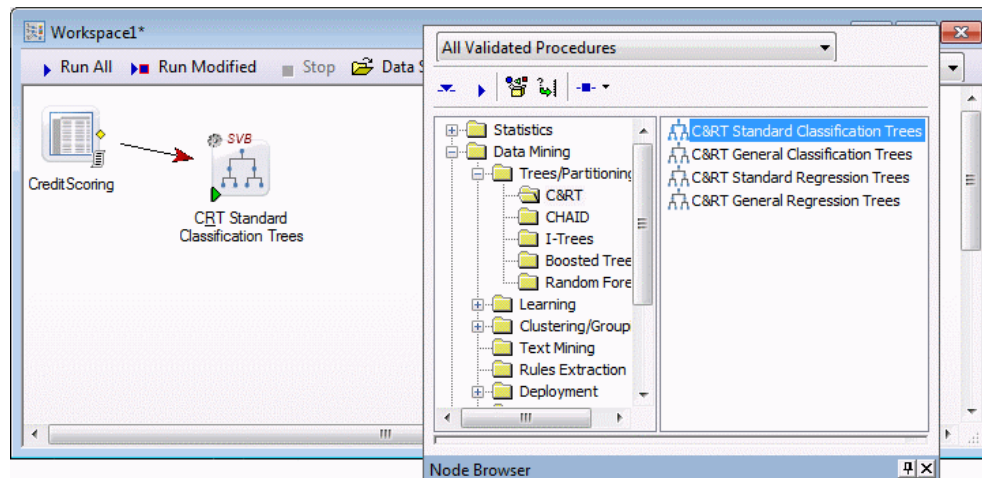 Workspace1*
Run All Run Modified Stop Data S
CreditScoring
SVB
CRT Standard
Classification Trees
All Validated Procedures
Statistics
Data Mining
Trees/Partitioning
C&RT
CHAID
I-Trees
Boosted Tree
Random Fore
Learning
Clustering/Group
Text Mining
Rules Extraction
Deployment
C&RT Standard Classification Trees
C&RT General Classification Trees
C&RT Standard Regression Trees
C&RT General Regression Trees
Node Browser